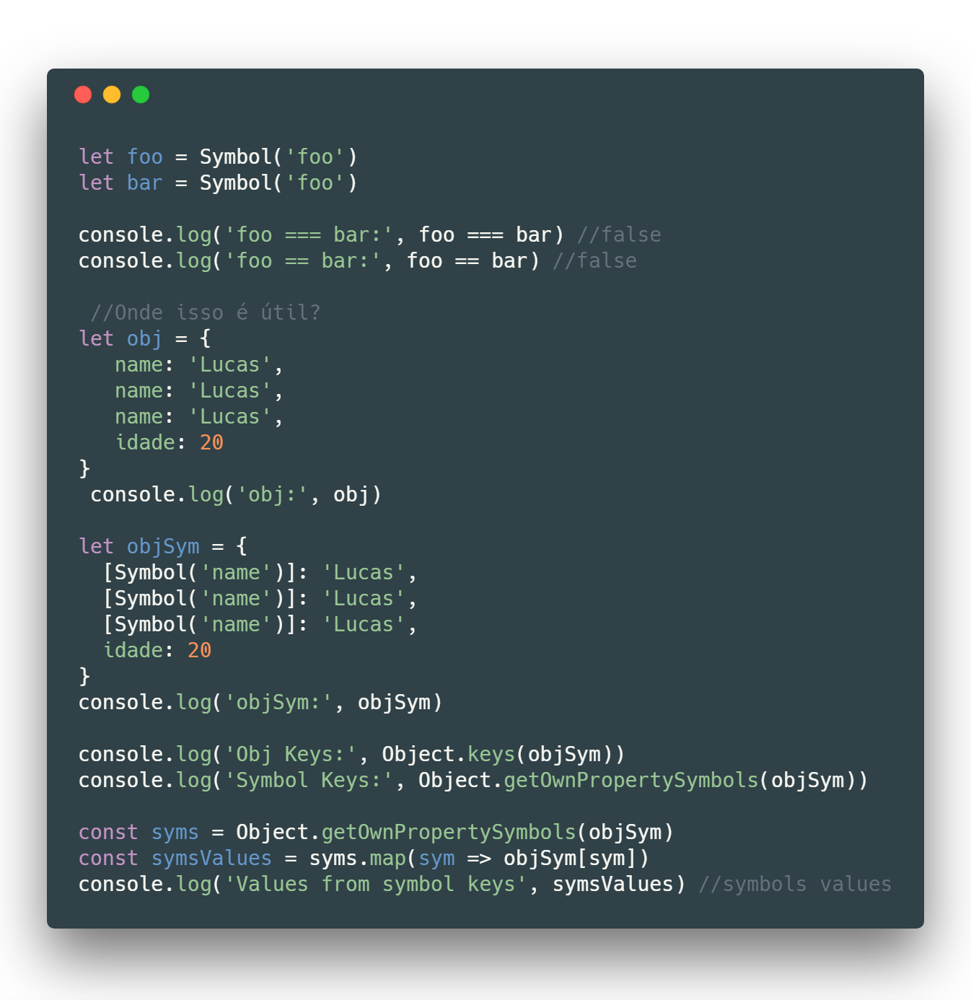 let foo = Symbol('foo')
let bar = Symbol('foo')

console.log('foo === bar:', foo === bar) //false
console.log('foo == bar:', foo == bar) //false

 //Onde isso é útil?
let obj = {
   name: 'Lucas',
   name: 'Lucas',
   name: 'Lucas',
   idade: 20
}
 console.log('obj:', obj)

let objSym = {
  [Symbol('name')]: 'Lucas',
  [Symbol('name')]: 'Lucas',
  [Symbol('name')]: 'Lucas',
  idade: 20
}
console.log('objSym:', objSym)

console.log('Obj Keys:', Object.keys(objSym))
console.log('Symbol Keys:', Object.getOwnPropertySymbols(objSym))

const syms = Object.getOwnPropertySymbols(objSym)
const symsValues = syms.map(sym => objSym[sym])
console.log('Values from symbol keys', symsValues) //symbols values